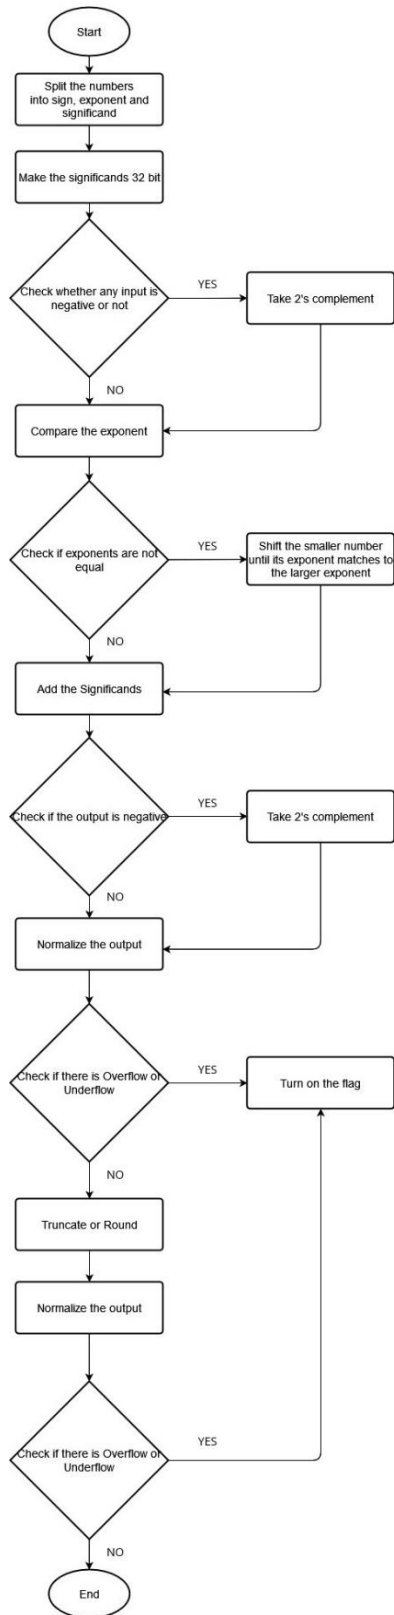 Start
Split the numbers
into sign, exponent and
significand
Make the significands 32 bit
Check whether any input is
negative or not
YES
Take 2's complement
NO
Compare the exponent
Check if exponents are not
equal
YES
Shift the smaller number
until its exponent matches to
the larger exponent
NO
Add the Significands
Check if the output is negative
YES
Take 2's complement
NO
Normalize the output
Check if there is Overflow or
Underflow
YES
Turn on the flag
NO
Truncate or Round
Normalize the output
Check if there is Overflow or
Underflow
YES
NO
End